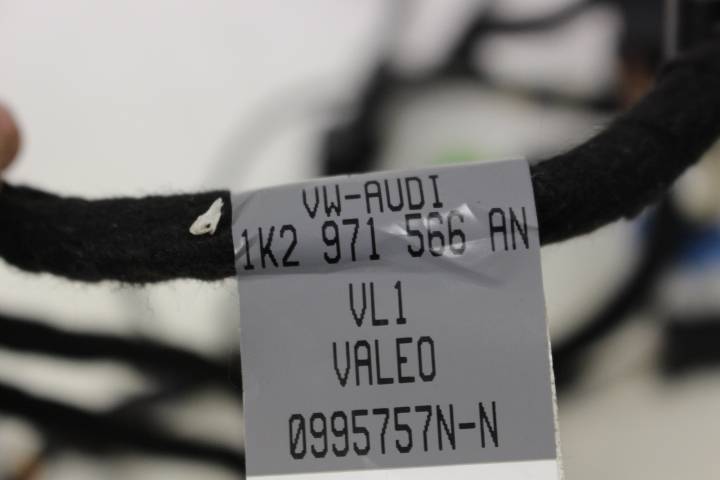 VW-AUDI
1K2 971 566 AN
VL1
VALEO
0995757N-N